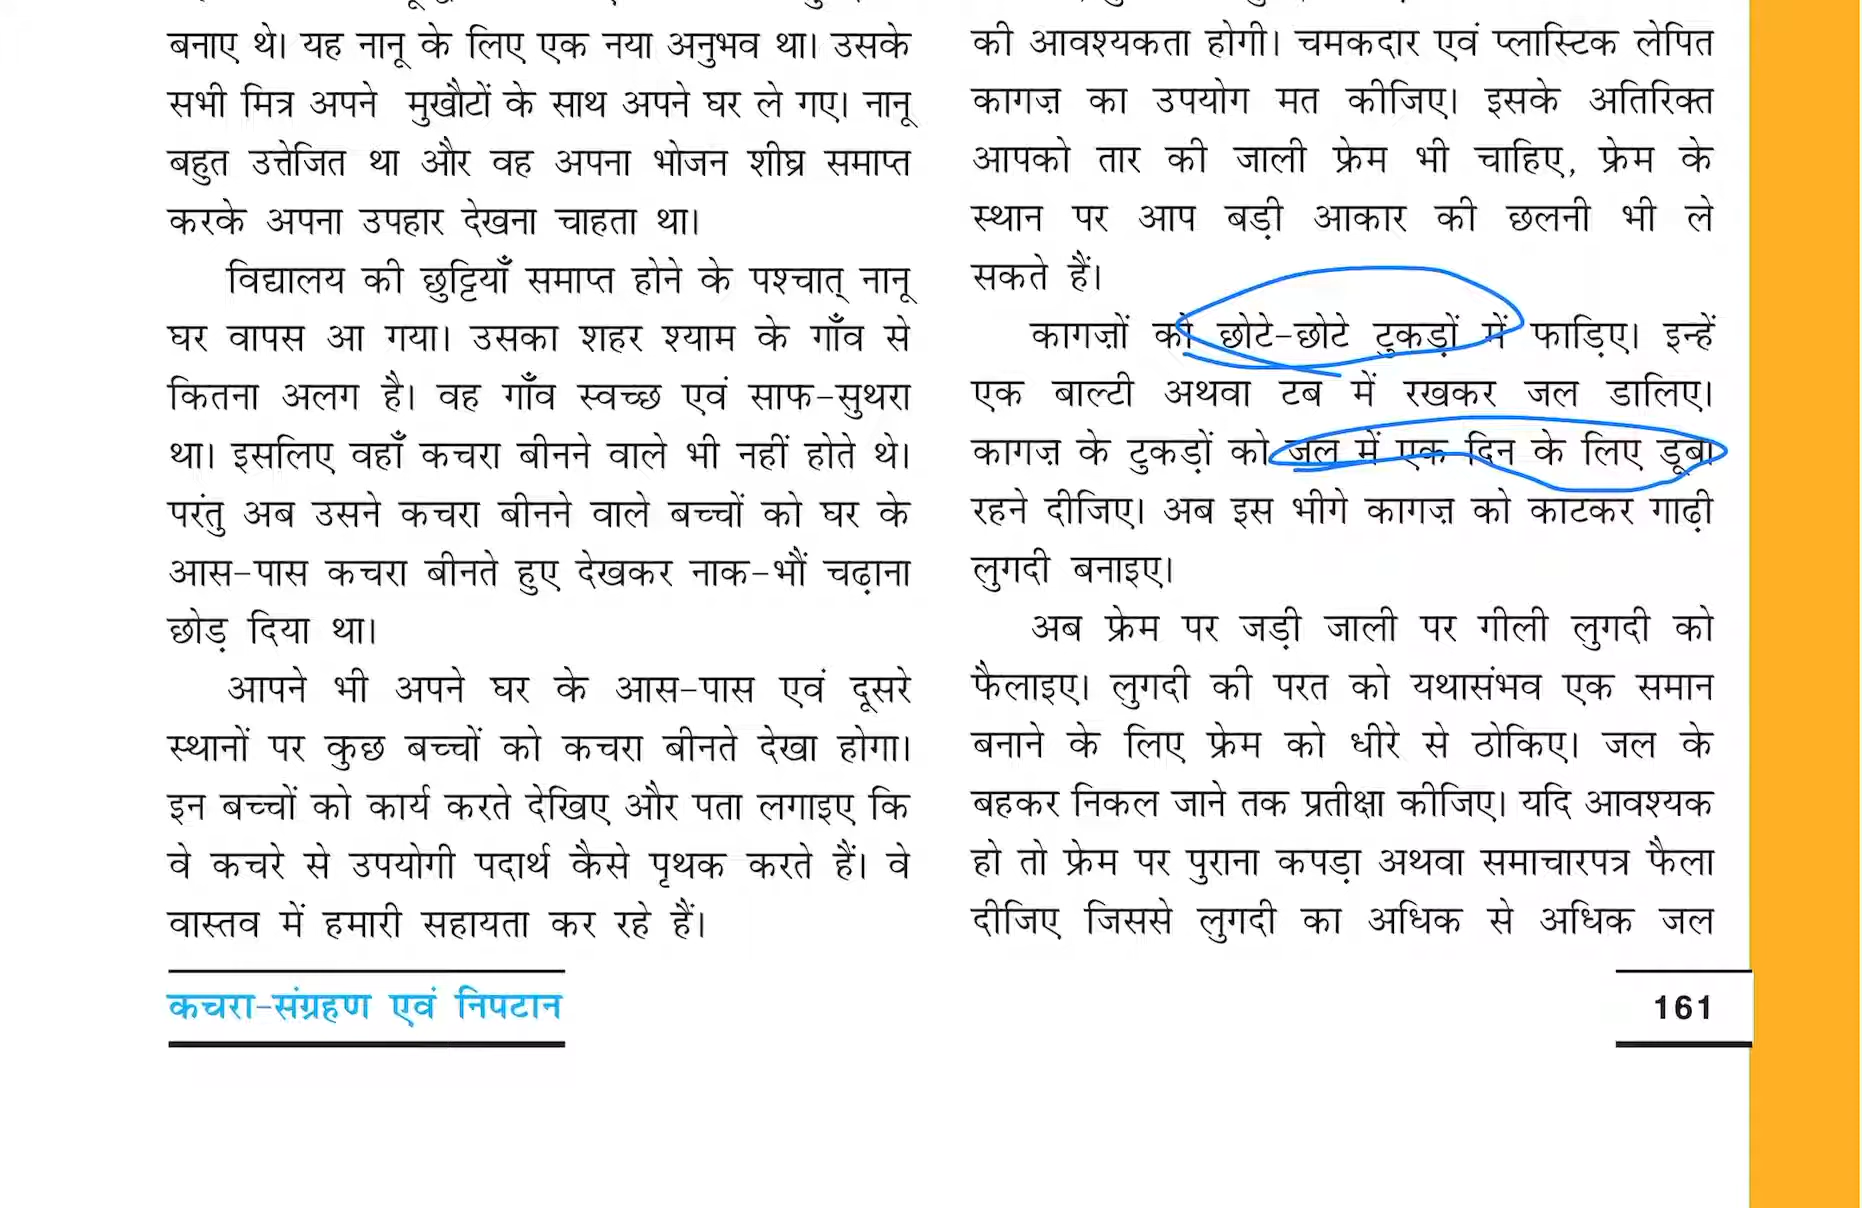 बनाए थे। यह नानू के लिए एक नया अनुभव था। उसके
सभी मित्र अपने मुखौटों के साथ अपने घर ले गए। नानू
बहुत उत्तेजित था और वह अपना भोजन शीघ्र समाप्त
करके अपना उपहार देखना चाहता था।
विद्यालय की छुट्टियाँ समाप्त होने के पश्चात् नानू
घर वापस आ गया। उसका शहर श्याम के गाँव से
कितना अलग है। वह गाँव स्वच्छ एवं साफ-सुथरा
था। इसलिए वहाँ कचरा बीनने वाले भी नहीं होते थे।
परंतु अब उसने कचरा बीनने वाले बच्चों को घर के
आस-पास कचरा बीनते हुए देखकर नाक-भौं चढ़ाना
छोड़ दिया था।
आपने भी अपने घर के आस-पास एवं दूसरे
स्थानों पर कुछ बच्चों को कचरा बीनते देखा होगा।
इन बच्चों को कार्य करते देखिए और पता लगाइए कि
वे कचरे से उपयोगी पदार्थ कैसे पृथक करते हैं। वे
वास्तव में हमारी सहायता कर रहे हैं।
की आवश्यकता होगी। चमकदार एवं प्लास्टिक लेपित
कागज़ का उपयोग मत कीजिए। इसके अतिरिक्त
आपको तार की जाली फ्रेम भी चाहिए, फ्रेम के
स्थान पर आप बड़ी आकार की छलनी भी ले
सकते हैं।
कागज़ों को छोटे-छोटे टुकड़ों में फाड़िए। इन्हें
एक बाल्टी अथवा टब में रखकर जल डालिए।
कागज़ के टुकड़ों को जल में एक दिन के लिए डूबा
रहने दीजिए। अब इस भीगे कागज़ को काटकर गाढ़ी
लुगदी बनाइए।
अब फ्रेम पर जड़ी जाली पर गीली लुगदी को
फैलाइए। लुगदी की परत को यथासंभव एक समान
बनाने के लिए फ्रेम को धीरे से ठोकिए। जल के
बहकर निकल जाने तक प्रतीक्षा कीजिए। यदि आवश्यक
हो तो फ्रेम पर पुराना कपड़ा अथवा समाचारपत्र फैला
दीजिए जिससे लुगदी का अधिक से अधिक जल
कचरा-संग्रहण एवं निपटान
161